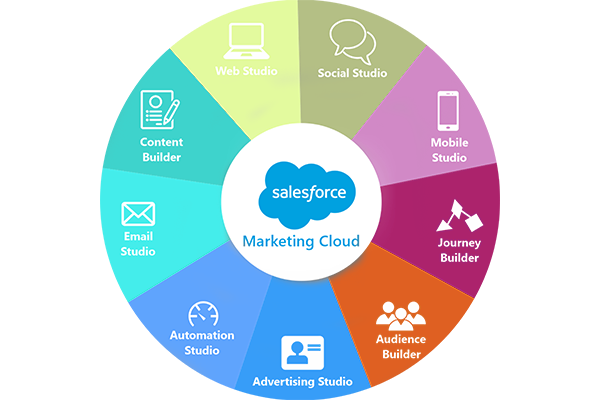 Web Studio
Social Studio
Mobile
Studio
Journey
Builder
Audience
Builder
Advertising Studio
Automation
Studio
Email
Studio
Content
Builder
salesforce
Marketing Cloud